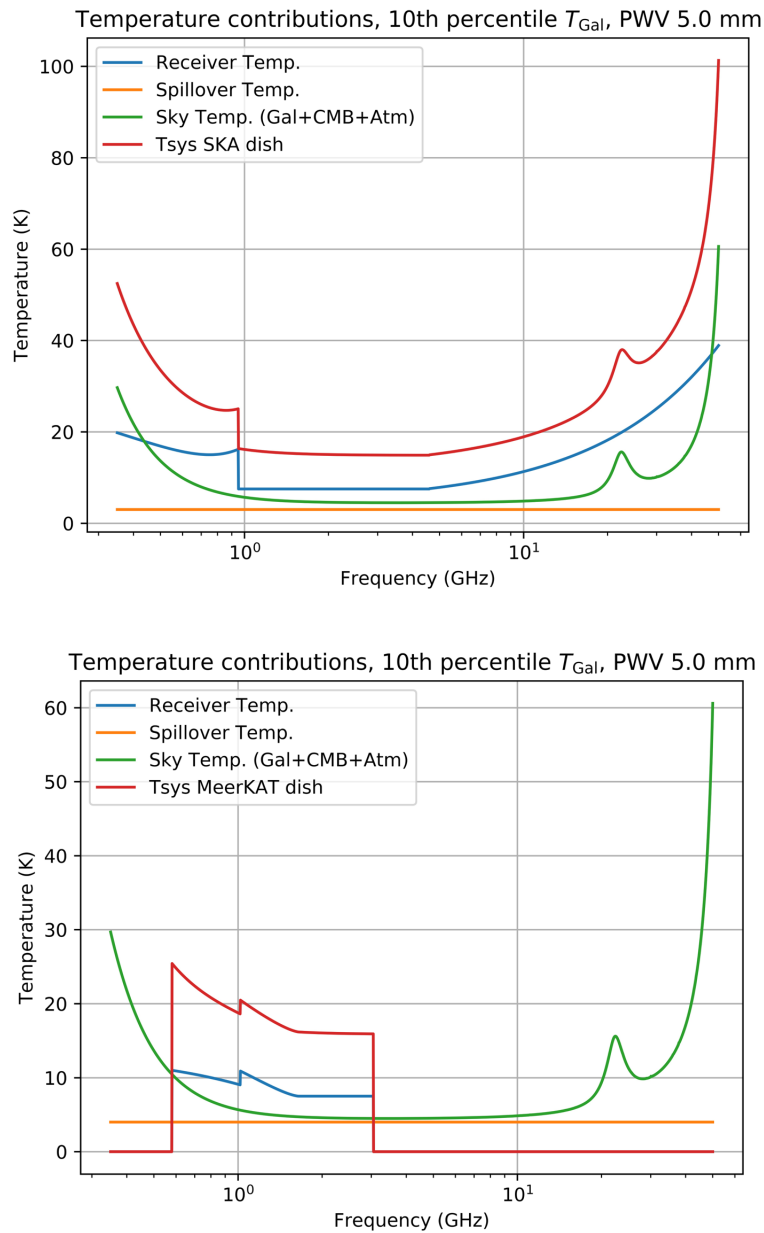 Temperature contributions, 10th percentile T_Gal, PWV 5.0 mm
Receiver Temp.
Spillover Temp.
Sky Temp. (Gal+CMB+Atm)
Tsys SKA dish
100
80
60
40
20
0
Temperature (K)
10^0
10^1
Frequency (GHz)
Temperature contributions, 10th percentile T_Gal, PWV 5.0 mm
Receiver Temp.
Spillover Temp.
Sky Temp. (Gal+CMB+Atm)
Tsys MeerKAT dish
60
50
40
30
20
10
0
Temperature (K)
10^0
10^1
Frequency (GHz)